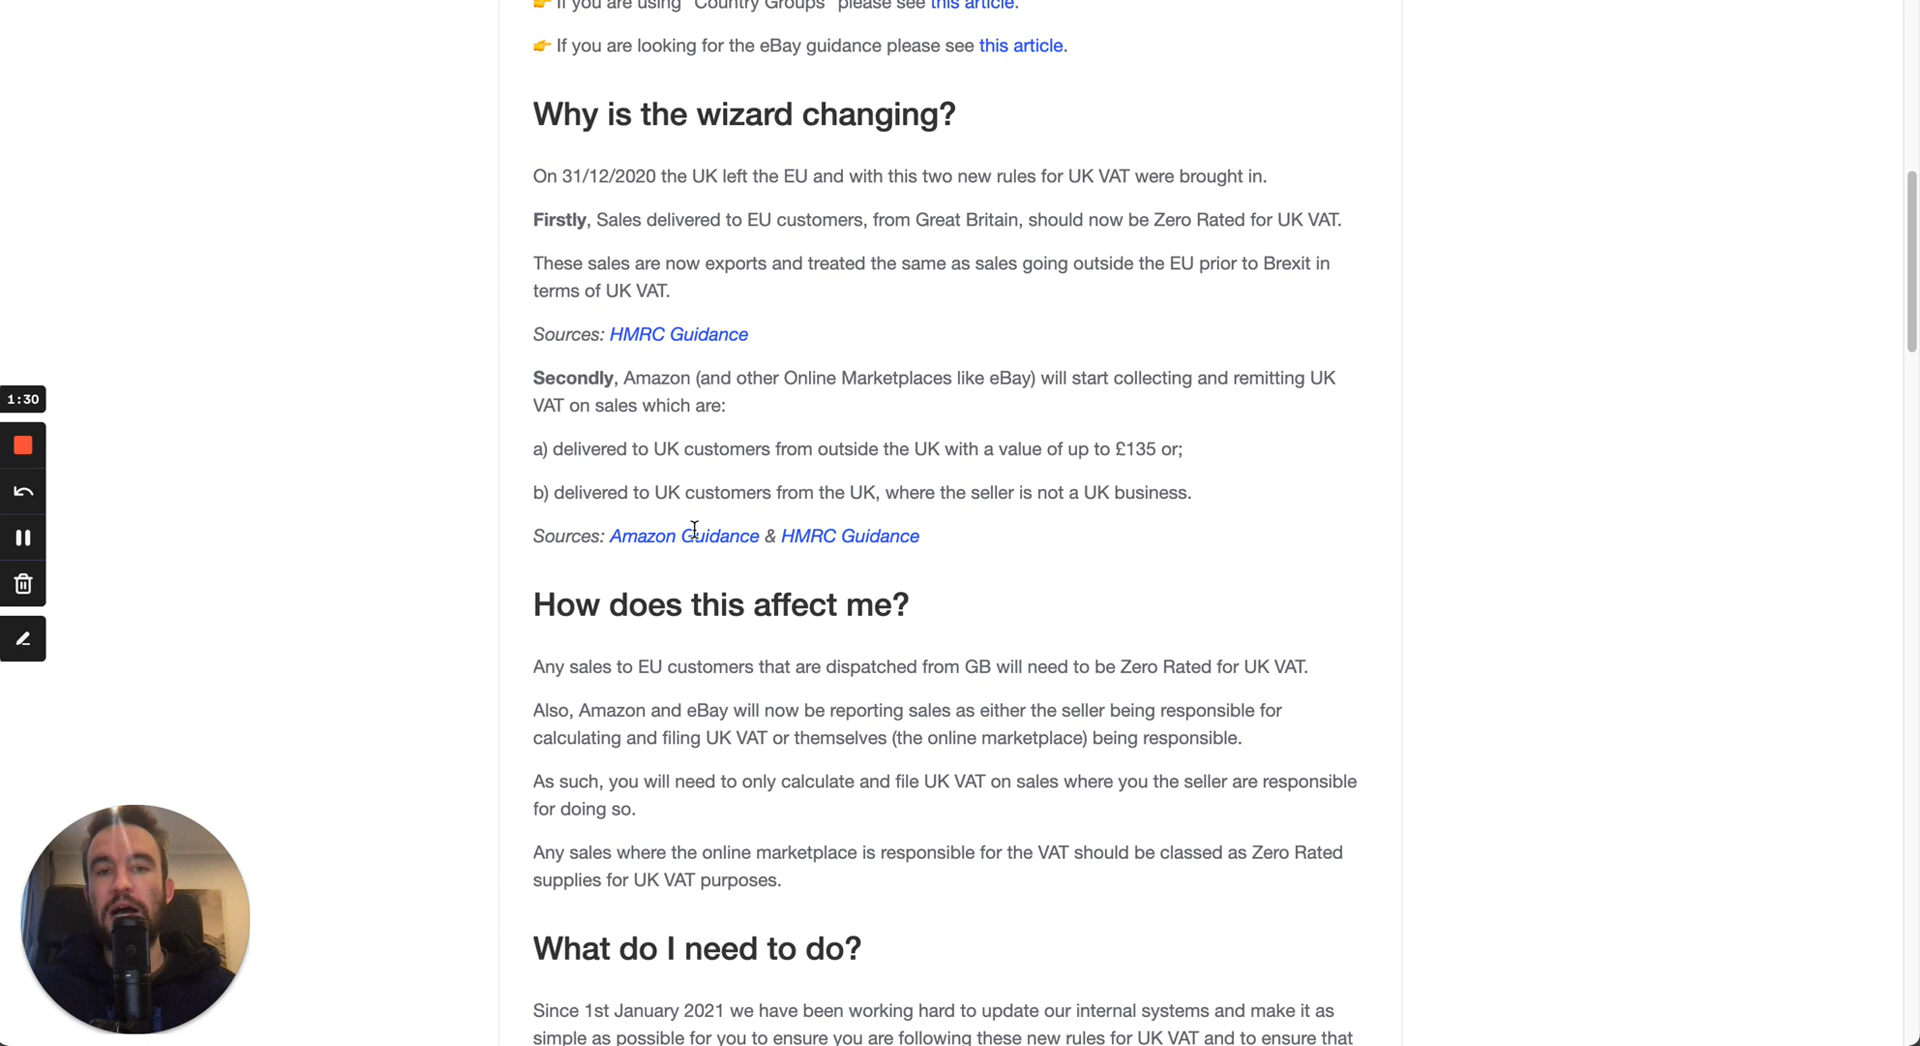 If you are using "Country Groups" please see this article.
If you are looking for the eBay guidance please see this article.
Why is the wizard changing?
On 31/12/2020 the UK left the EU and with this two new rules for UK VAT were brought in.
Firstly, Sales delivered to EU customers, from Great Britain, should now be Zero Rated for UK VAT.
These sales are now exports and treated the same as sales going outside the EU prior to Brexit in
terms of UK VAT.
Sources: HMRC Guidance
Secondly, Amazon (and other Online Marketplaces like eBay) will start collecting and remitting UK
VAT on sales which are:
1:30
a) delivered to UK customers from outside the UK with a value of up to £135 or;
b) delivered to UK customers from the UK, where the seller is not a UK business.
Sources: Amazon Guidance & HMRC Guidance
How does this affect me?
Any sales to EU customers that are dispatched from GB will need to be Zero Rated for UK VAT.
Also, Amazon and eBay will now be reporting sales as either the seller being responsible for
calculating and filing UK VAT or themselves (the online marketplace) being responsible.
As such, you will need to only calculate and file UK VAT on sales where you the seller are responsible
for doing so.
Any sales where the online marketplace is responsible for the VAT should be classed as Zero Rated
supplies for UK VAT purposes.
What do I need to do?
Since 1st January 2021 we have been working hard to update our internal systems and make it as
simple as possible for you to ensure you are following these new rules for UK VAT and to ensure that